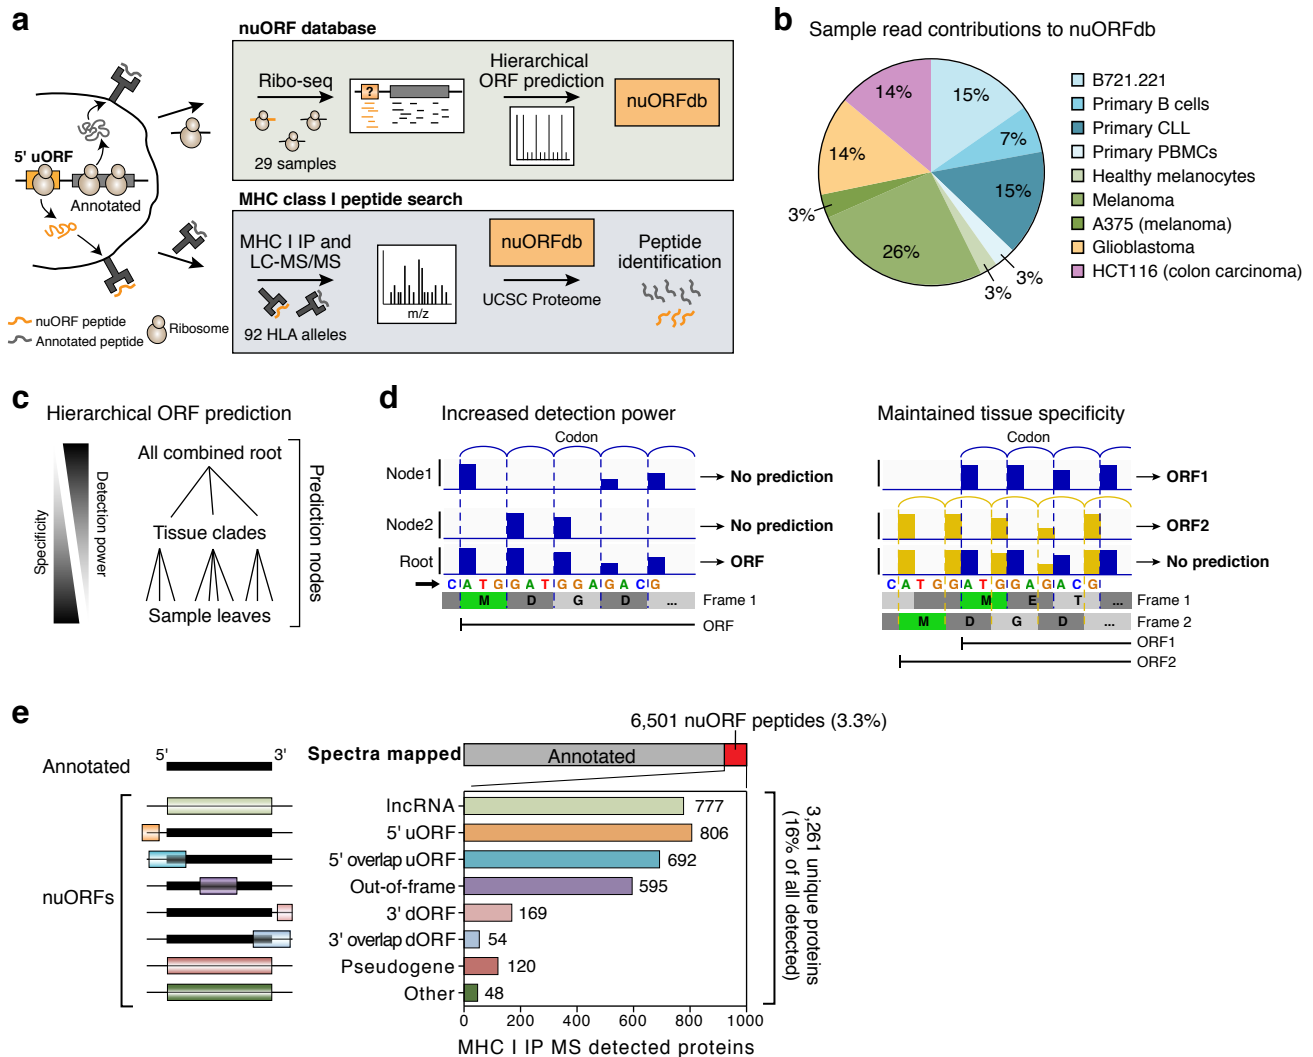 a
nuORF database
Ribo-seq
29 samples
?
Hierarchical
ORF prediction
nuORFdb
5' uORF
Annotated
MHC class I peptide search
MHC I IP and
LC-MS/MS
92 HLA alleles
m/z
nuORFdb
UCSC Proteome
Peptide
identification
nuORF peptide
Annotated peptide
Ribosome
b
Sample read contributions to nuORFdb
15%
7%
15%
3%
3%
26%
3%
14%
14%
B721.221
Primary B cells
Primary CLL
Primary PBMCs
Healthy melanocytes
Melanoma
A375 (melanoma)
Glioblastoma
HCT116 (colon carcinoma)
c
Hierarchical ORF prediction
Specificity
Detection power
All combined root
Tissue clades
Sample leaves
Prediction nodes
d
Increased detection power
Codon
Node1
No prediction
Node2
No prediction
Root
ORF
C A T G G A T G G A G A C G
M D G D ... Frame 1
ORF
Maintained tissue specificity
Codon
ORF1
ORF2
No prediction
C A T G G A T G G A G A C G
M E T ... Frame 1
M D G D ... Frame 2
ORF1
ORF2
e
5' 3'
Annotated
nuORFs
6,501 nuORF peptides (3.3%)
Spectra mapped
Annotated
lncRNA 777
5' uORF 806
5' overlap uORF 692
Out-of-frame 595
3' dORF 169
3' overlap dORF 54
Pseudogene 120
Other 48
0 200 400 600 800 1000
MHC I IP MS detected proteins
3,261 unique proteins
(16% of all detected)